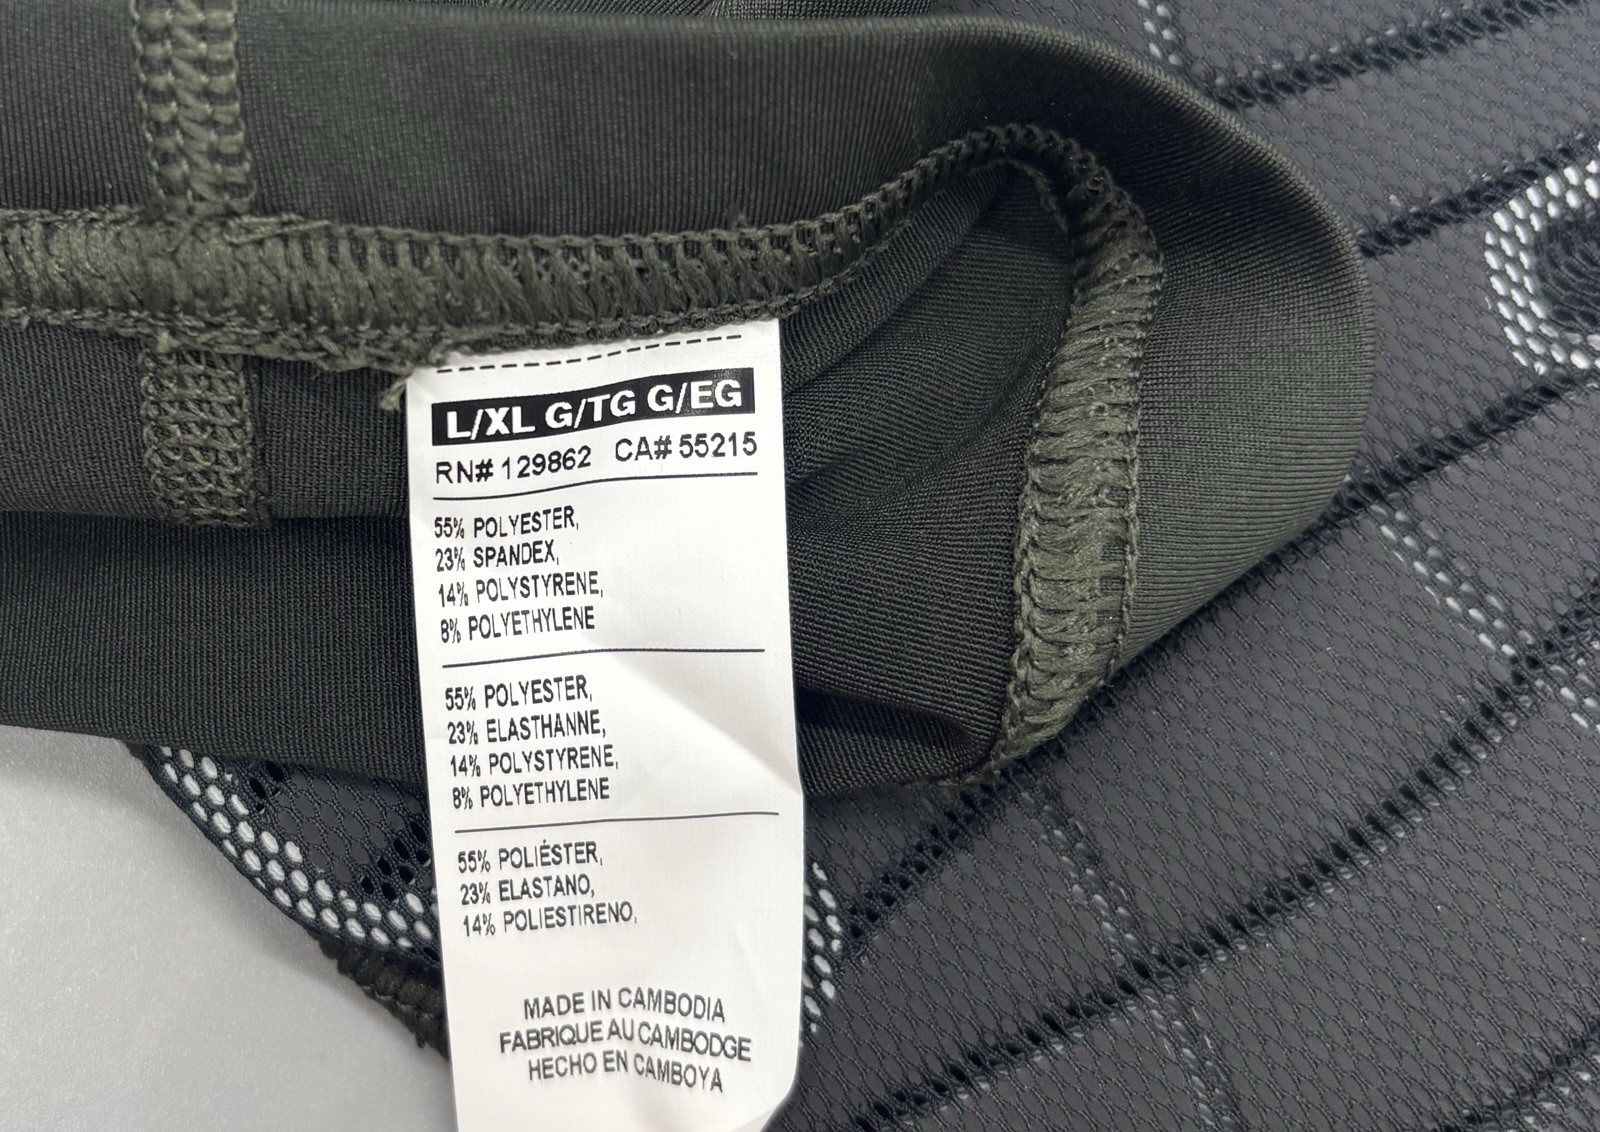 L/XL G/TG G/EG
RN# 129862 CA# 55215
55% POLYESTER,
23% SPANDEX,
14% POLYSTYRENE,
8% POLYETHYLENE
55% POLYESTER,
23% ELASTHANNE,
14% POLYSTYRENE,
8% POLYETHYLENE
55% POLIÉSTER,
23% ELASTANO,
14% POLIESTIRENO,
MADE IN CAMBODIA
FABRIQUE AU CAMBODGE
HECHO EN CAMBOYA